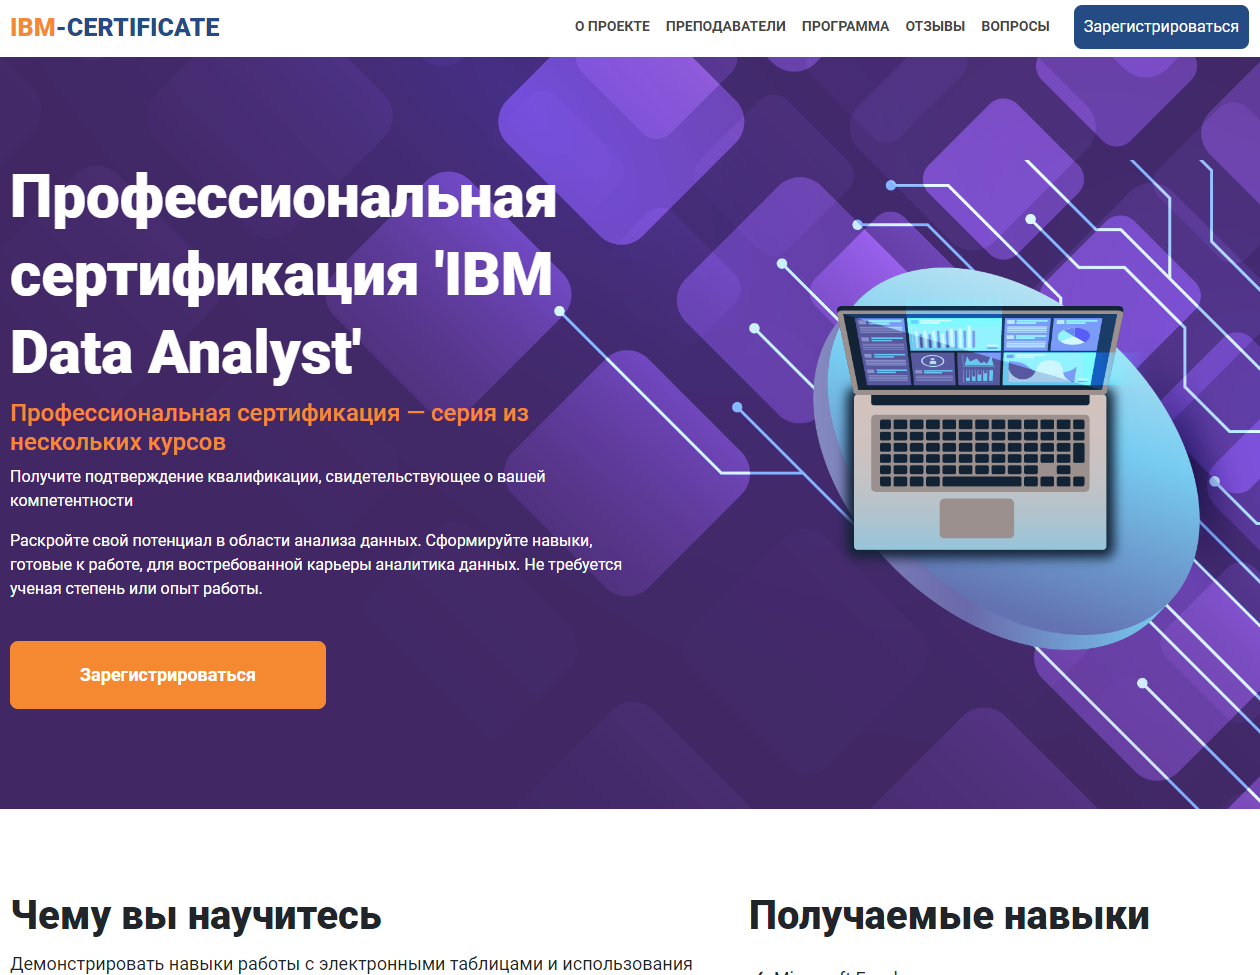 IBM-CERTIFICATE
О ПРОЕКТЕ ПРЕПОДАВАТЕЛИ ПРОГРАММА ОТЗЫВЫ ВОПРОСЫ Зарегистрироваться
Профессиональная
сертификация 'IBM
Data Analyst'
Профессиональная сертификация — серия из
нескольких курсов
Получите подтверждение квалификации, свидетельствующее о вашей
компетентности
Раскройте свой потенциал в области анализа данных. Сформируйте навыки,
готовые к работе, для востребованной карьеры аналитика данных. Не требуется
ученая степень или опыт работы.
Зарегистрироваться
Чему вы научитесь
Демонстрировать навыки работы с электронными таблицами и использования
Получаемые навыки